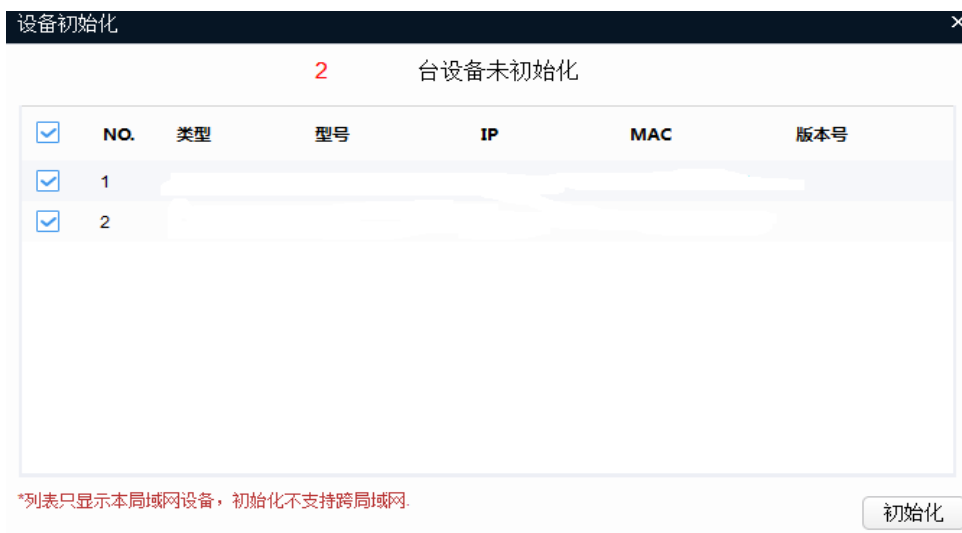 设备初始化
2 台设备未初始化
NO. 类型 型号 IP MAC 版本号
1
2
*列表只显示本局域网设备，初始化不支持跨局域网.
初始化